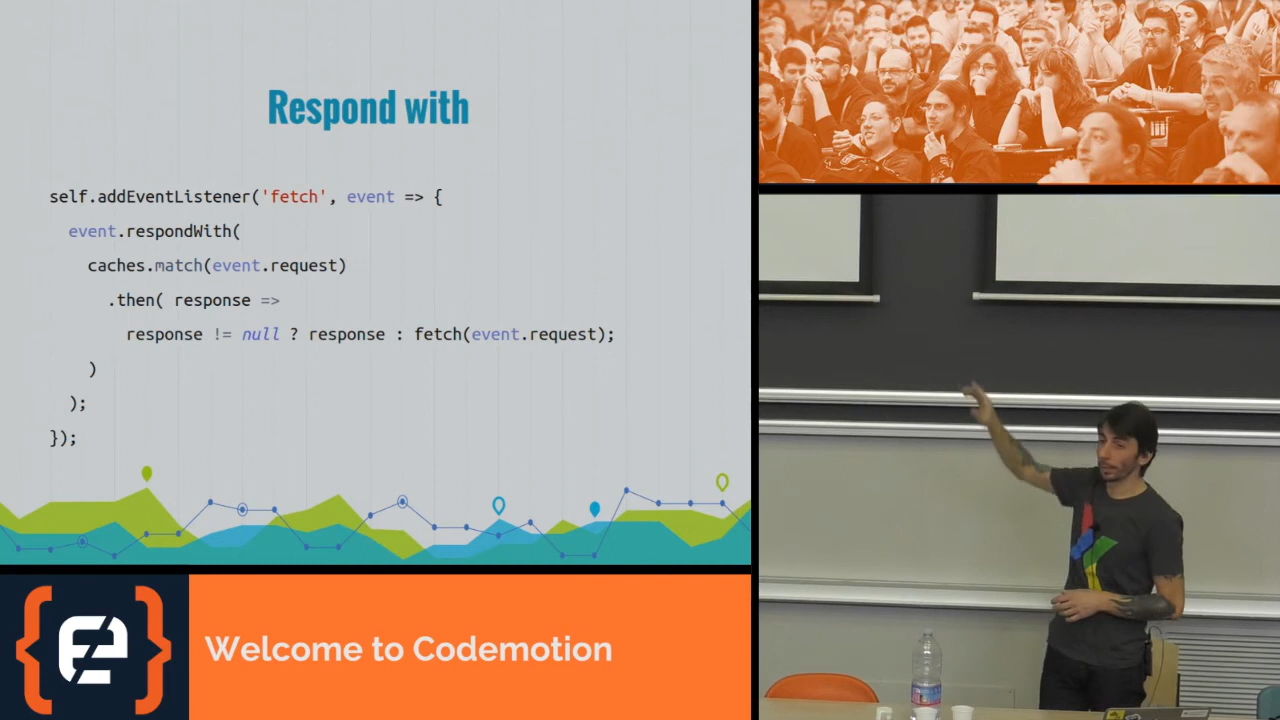 Respond with
self.addEventListener('fetch', event => {
event.respondWith(
caches.match(event.request)
.then( response =>
response != null ? response : fetch(event.request);
)
);
});
Welcome to Codemotion